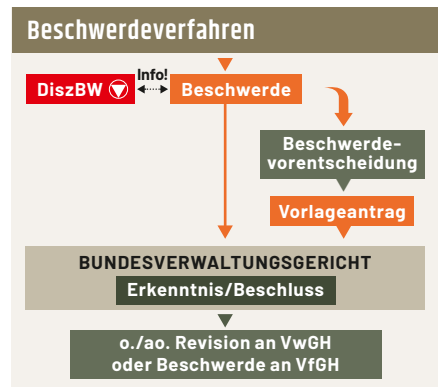 Beschwerdeverfahren
Info!
DiszBW
Beschwerde
Beschwerde-
vorentscheidung
Vorlageantrag
BUNDESVERWALTUNGSGERICHT
Erkenntnis/Beschluss
o./ao. Revision an VwGH
oder Beschwerde an VfGH